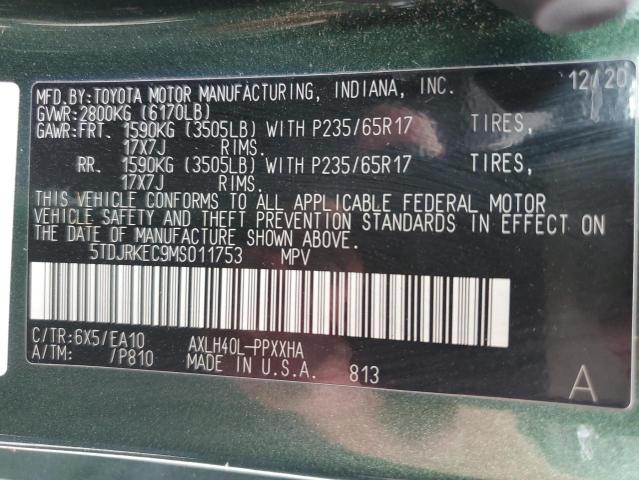 MFD.BY:TOYOTA MOTOR MANUFACTURING, INDIANA, INC. 12/20
GVWR:2800KG (6170LB)
GAWR:FRT. 1590KG (3505LB) WITH P235/65R17 TIRES,
17X7J RIMS.
RR. 1590KG (3505LB) WITH P235/65R17 TIRES,
17X7J RIMS.
THIS VEHICLE CONFORMS TO ALL APPLICABLE FEDERAL MOTOR
VEHICLE SAFETY AND THEFT PREVENTION STANDARDS IN EFFECT ON
THE DATE OF MANUFACTURE SHOWN ABOVE.
5TDJRKEC9MS011753 MPV
C/TR:6X5/EA10 AXLH40L-PPXXHA
A/TM: /P810 MADE IN U.S.A. 813 A